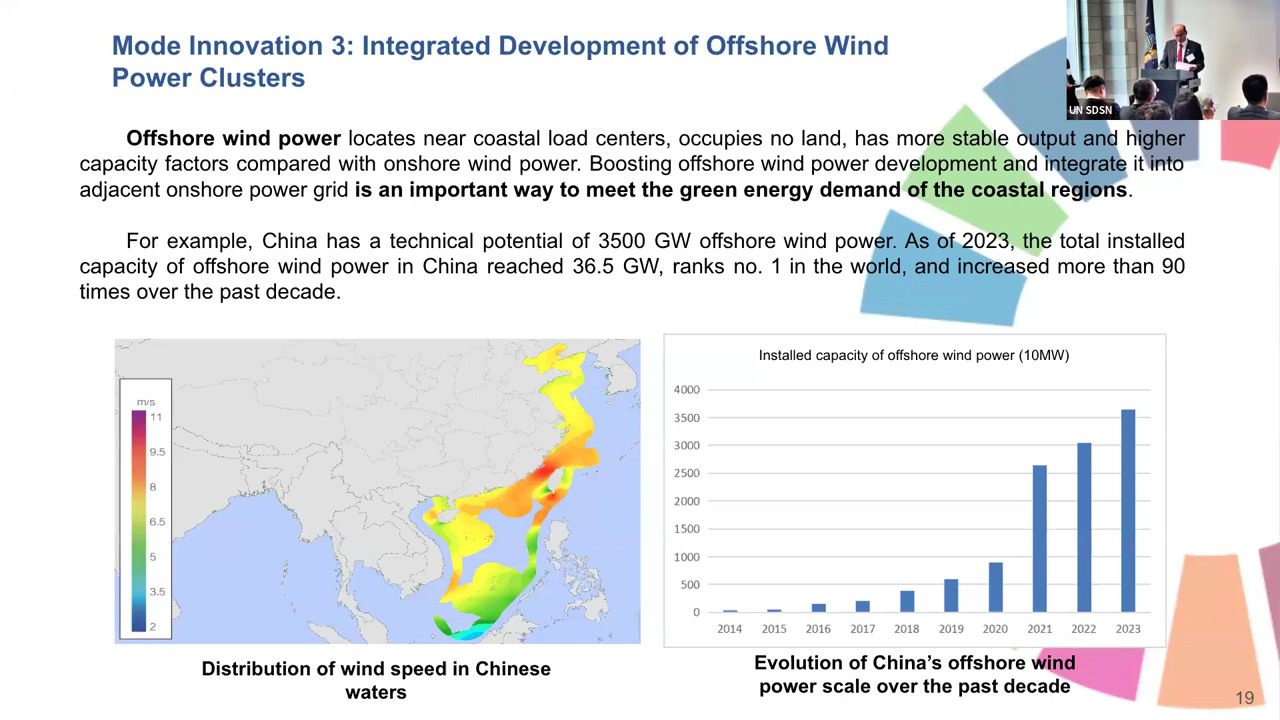 Mode Innovation 3: Integrated Development of Offshore Wind
Power Clusters
UN SDSN
Offshore wind power locates near coastal load centers, occupies no land, has more stable output and higher
capacity factors compared with onshore wind power. Boosting offshore wind power development and integrate it into
adjacent onshore power grid is an important way to meet the green energy demand of the coastal regions.
For example, China has a technical potential of 3500 GW offshore wind power. As of 2023, the total installed
capacity of offshore wind power in China reached 36.5 GW, ranks no. 1 in the world, and increased more than 90
times over the past decade.
m/s
11
9.5
8
6.5
5
3.5
2
Distribution of wind speed in Chinese
waters
Installed capacity of offshore wind power (10MW)
4000
3500
3000
2500
2000
1500
1000
500
0
2014 2015 2016 2017 2018 2019 2020 2021 2022 2023
Evolution of China’s offshore wind
power scale over the past decade
19